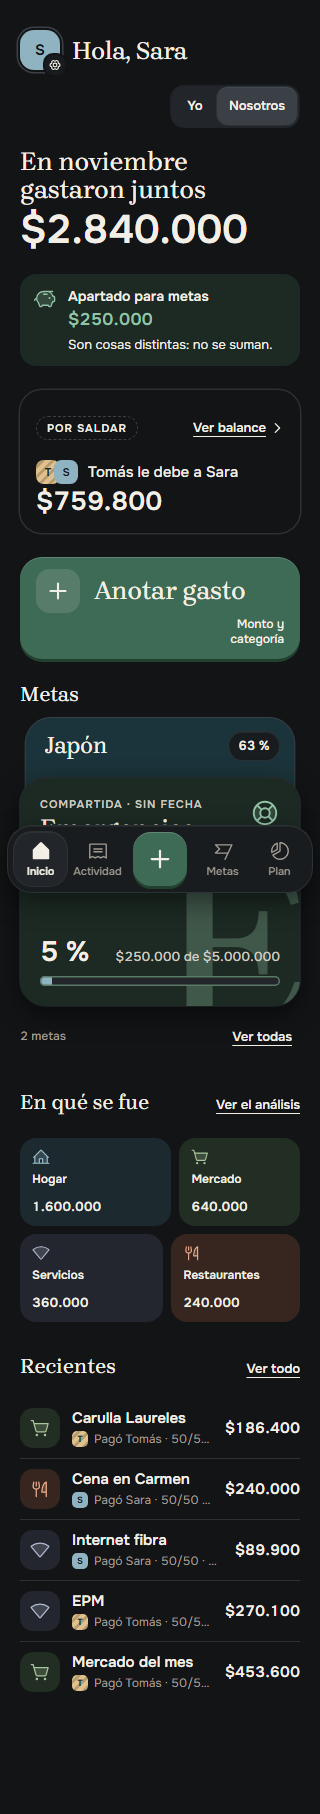 S
Hola, Sara
Yo
Nosotros
En noviembre
gastaron juntos
$2.840.000
Apartado para metas
$250.000
Son cosas distintas: no se suman.
POR SALDAR
Ver balance
T S Tomás le debe a Sara
$759.800
Anotar gasto
Monto y
categoría
Metas
Japón
63 %
COMPARTIDA · SIN FECHA
Inicio
Actividad
Metas
Plan
E
5 %
$250.000 de $5.000.000
2 metas
Ver todas
En qué se fue
Ver el análisis
Hogar
1.600.000
Mercado
640.000
Servicios
360.000
Restaurantes
240.000
Recientes
Ver todo
Carulla Laureles
T Pagó Tomás · 50/5...
$186.400
Cena en Carmen
S Pagó Sara · 50/50 ...
$240.000
Internet fibra
S Pagó Sara · 50/50 · ...
$89.900
EPM
T Pagó Tomás · 50/5...
$270.100
Mercado del mes
T Pagó Tomás · 50/5...
$453.600